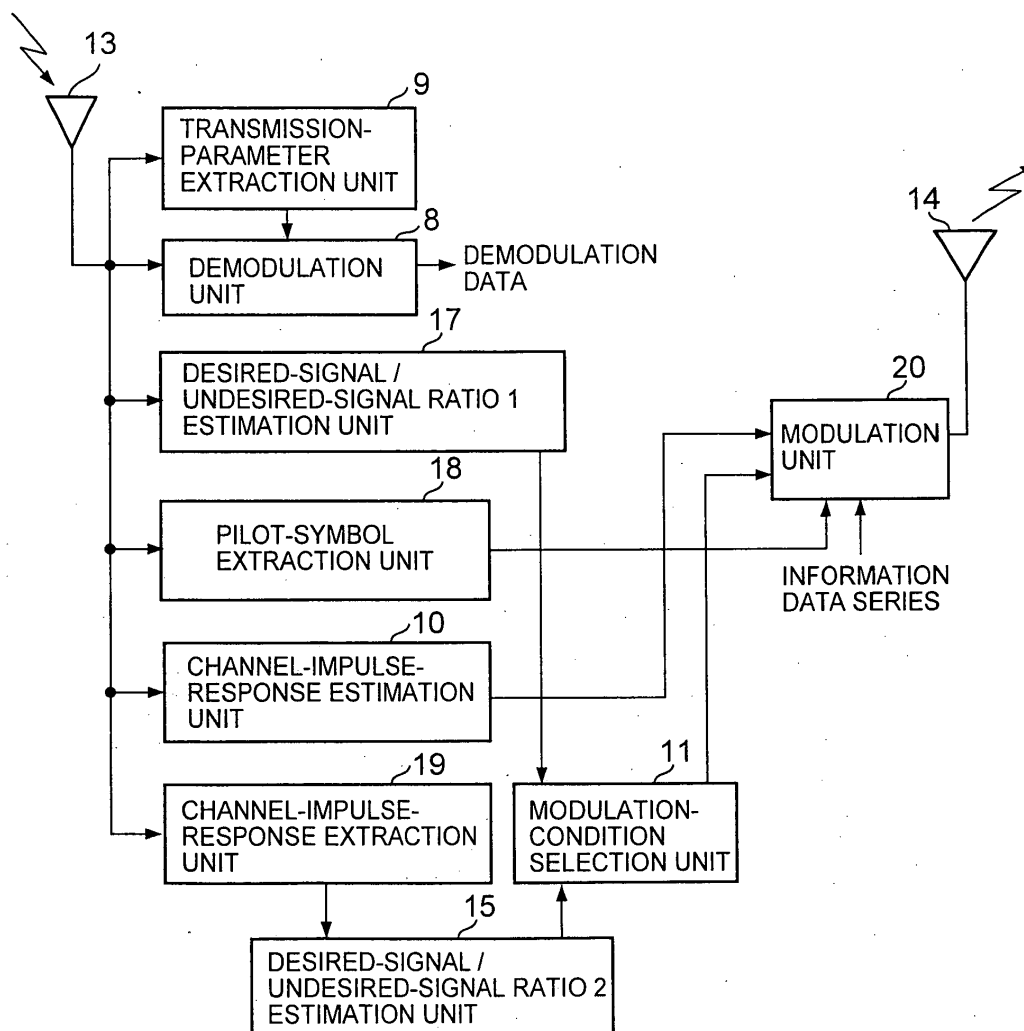 13
9
TRANSMISSION-
PARAMETER
EXTRACTION UNIT
8
DEMODULATION
UNIT
DEMODULATION
DATA
14
17
DESIRED-SIGNAL /
UNDESIRED-SIGNAL RATIO 1
ESTIMATION UNIT
20
MODULATION
UNIT
18
PILOT-SYMBOL
EXTRACTION UNIT
INFORMATION
DATA SERIES
10
CHANNEL-IMPULSE-
RESPONSE ESTIMATION
UNIT
19
CHANNEL-IMPULSE-
RESPONSE EXTRACTION
UNIT
11
MODULATION-
CONDITION
SELECTION UNIT
15
DESIRED-SIGNAL /
UNDESIRED-SIGNAL RATIO 2
ESTIMATION UNIT